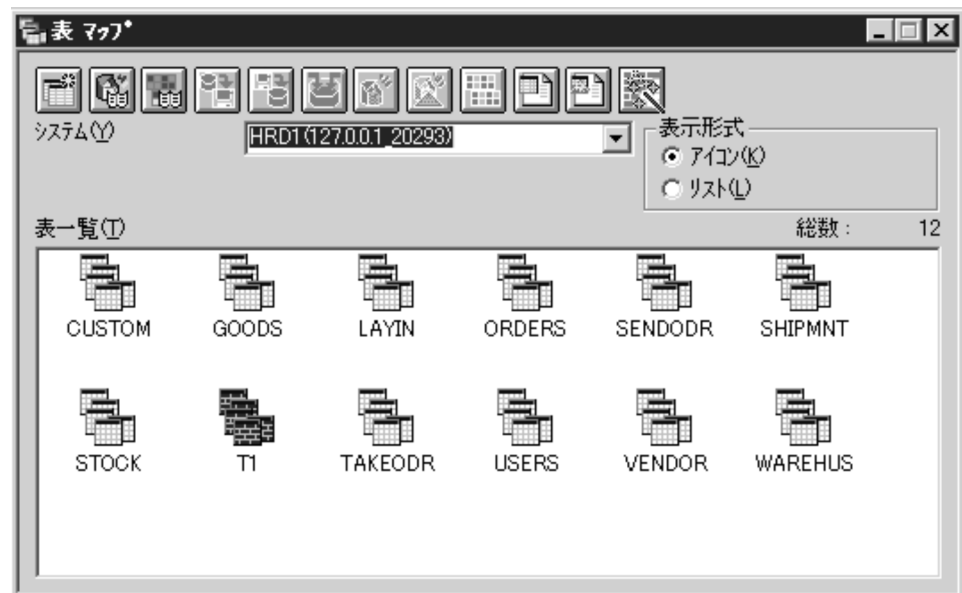 表 マップ
システム(Y)
HRD1(127.0.0.1_20293)
表示形式
アイコン(K)
リスト(L)
表一覧(T)
総数： 12
CUSTOM GOODS LAYIN ORDERS SENDODR SHIPMNT
STOCK T1 TAKEODR USERS VENDOR WAREHUS